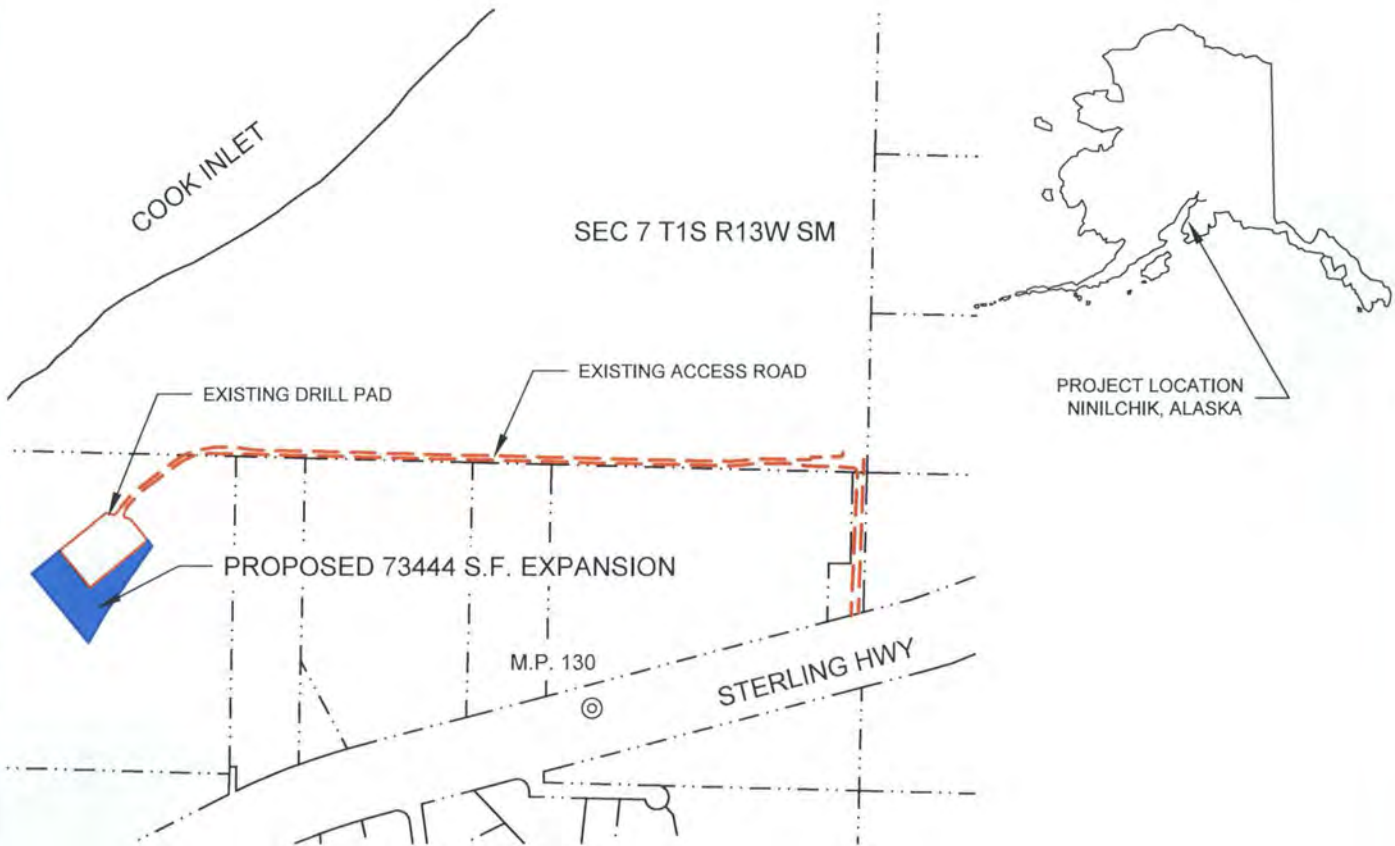 COOK INLET
SEC 7 T1S R13W SM
EXISTING DRILL PAD
EXISTING ACCESS ROAD
PROJECT LOCATION
NINILCHIK, ALASKA
PROPOSED 73444 S.F. EXPANSION
M.P. 130
STERLING HWY